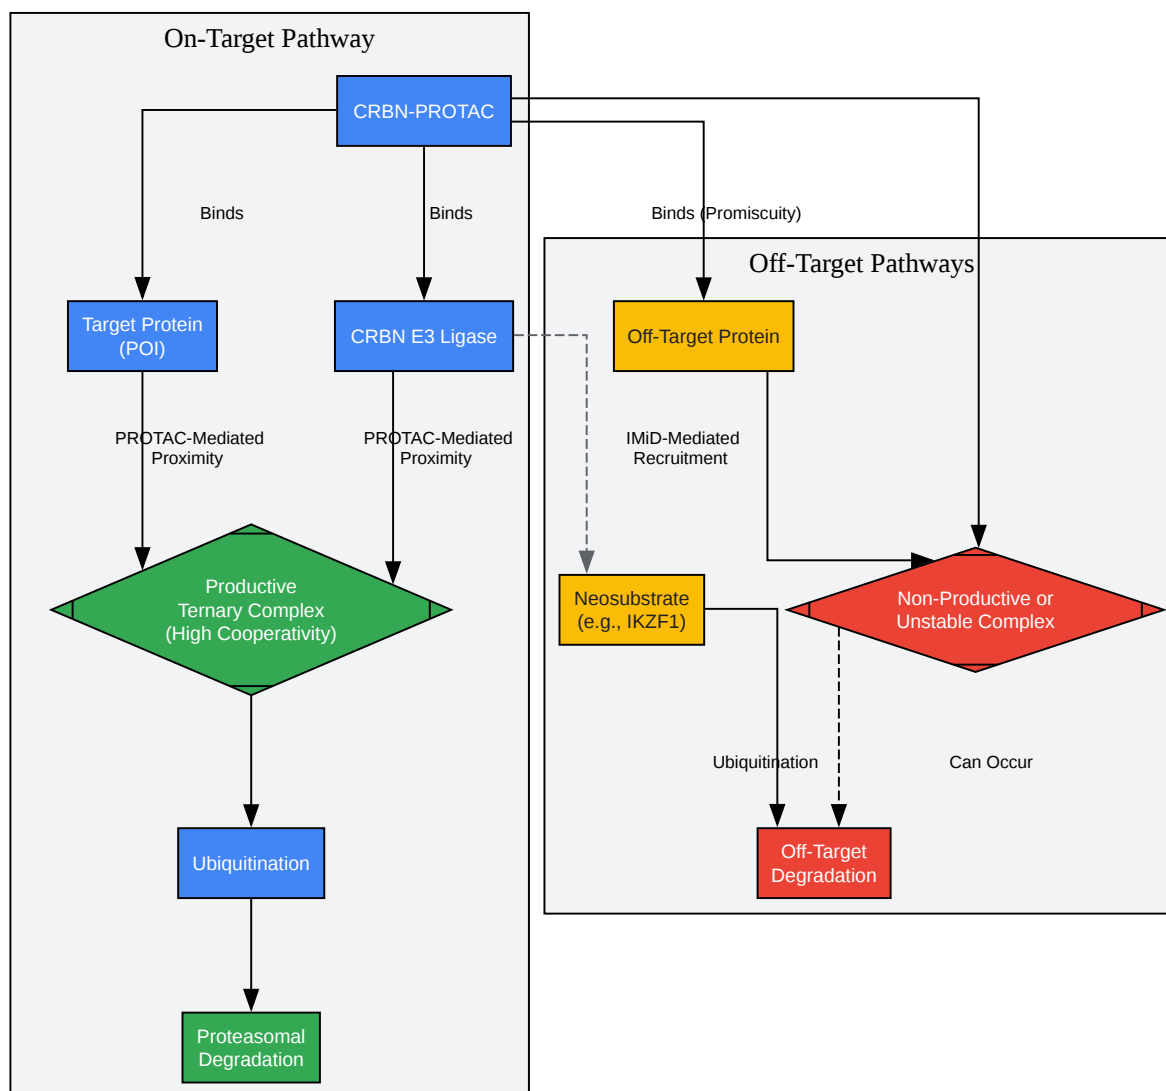 On-Target Pathway
CRBN-PROTAC
Binds
Binds
Binds (Promiscuity)
Off-Target Pathways
Target Protein
(POI)
CRBN E3 Ligase
Off-Target Protein
PROTAC-Mediated
Proximity
PROTAC-Mediated
Proximity
IMiD-Mediated
Recruitment
Productive
Ternary Complex
(High Cooperativity)
Neosubstrate
(e.g., IKZF1)
Non-Productive or
Unstable Complex
Ubiquitination
Can Occur
Ubiquitination
Off-Target
Degradation
Proteasomal
Degradation